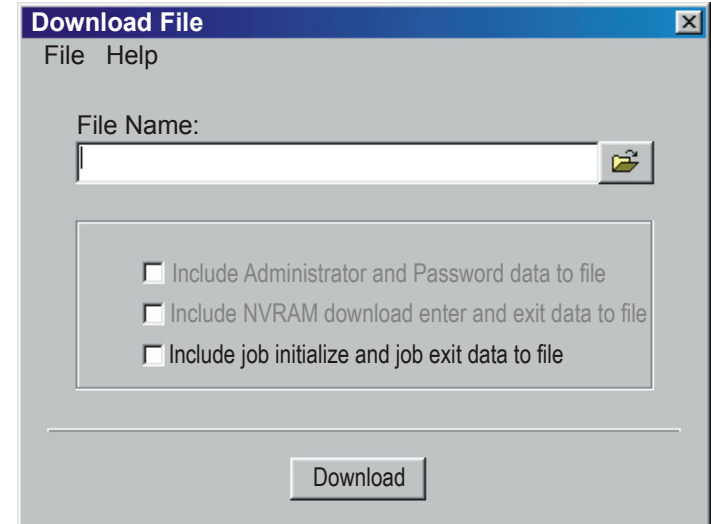 Download File
File Help
File Name:
Include Administrator and Password data to file
Include NVRAM download enter and exit data to file
Include job initialize and job exit data to file
Download